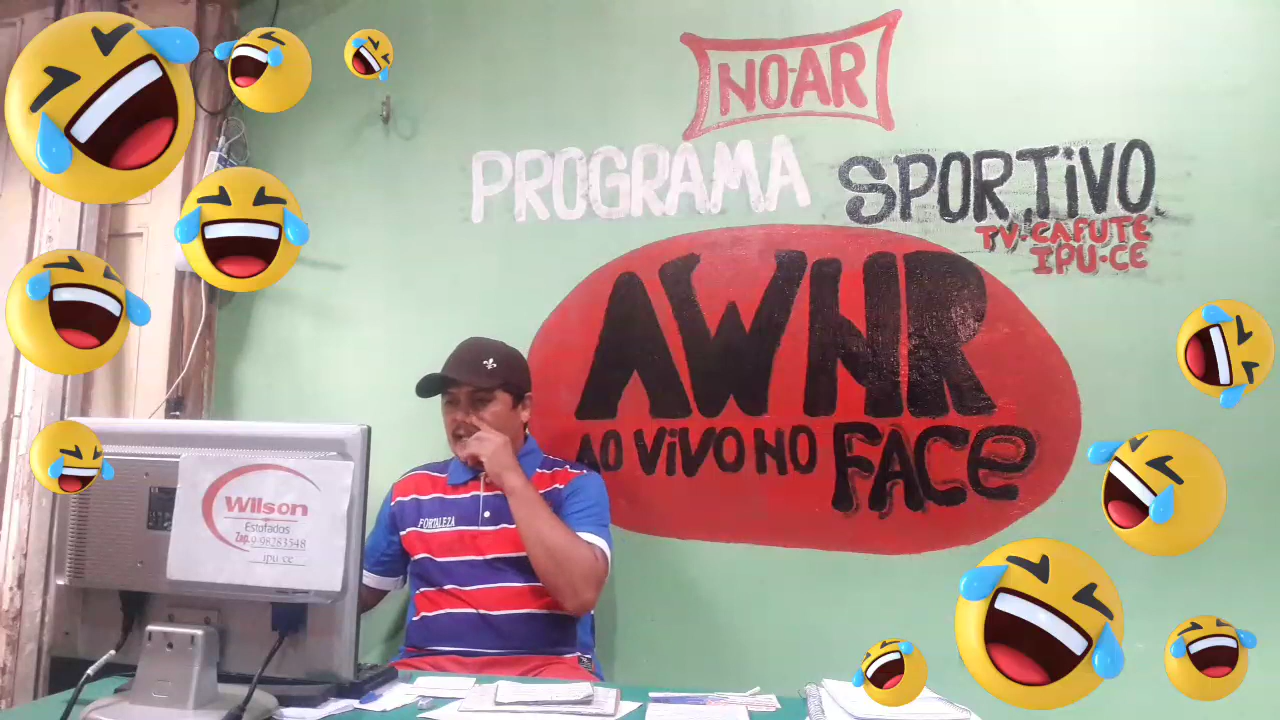 NO-AR
PROGRAMA SPORTiVO
TV-CAFUTE
IPU-CE
AWNR
AO ViVO NO FACe
FORTALEZA
Wilson
Estofados
Zap. 9.98283548
ipu-ce